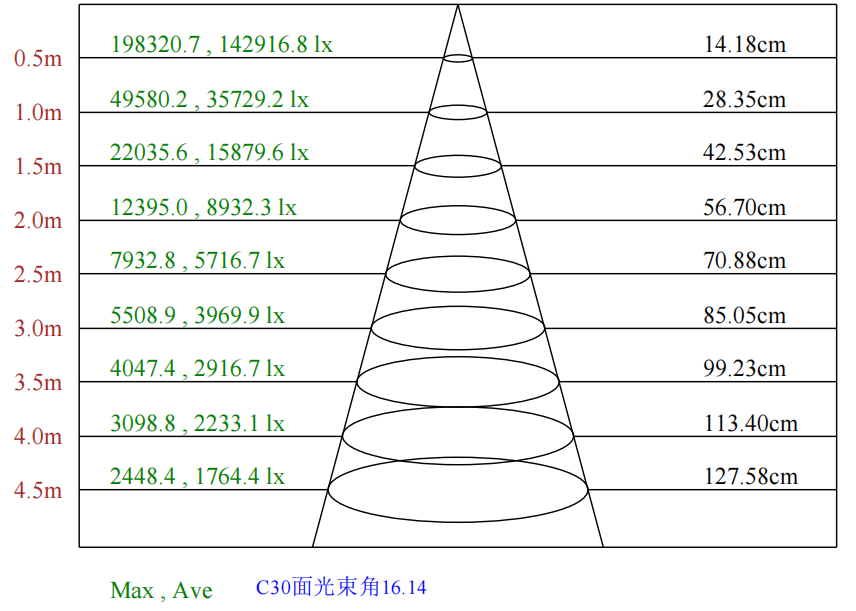 198320.7 , 142916.8 lx 14.18cm
0.5m
49580.2 , 35729.2 lx 28.35cm
1.0m
22035.6 , 15879.6 lx 42.53cm
1.5m
12395.0 , 8932.3 lx 56.70cm
2.0m
7932.8 , 5716.7 lx 70.88cm
2.5m
5508.9 , 3969.9 lx 85.05cm
3.0m
4047.4 , 2916.7 lx 99.23cm
3.5m
3098.8 , 2233.1 lx 113.40cm
4.0m
2448.4 , 1764.4 lx 127.58cm
4.5m
Max , Ave C30面光束角16.14